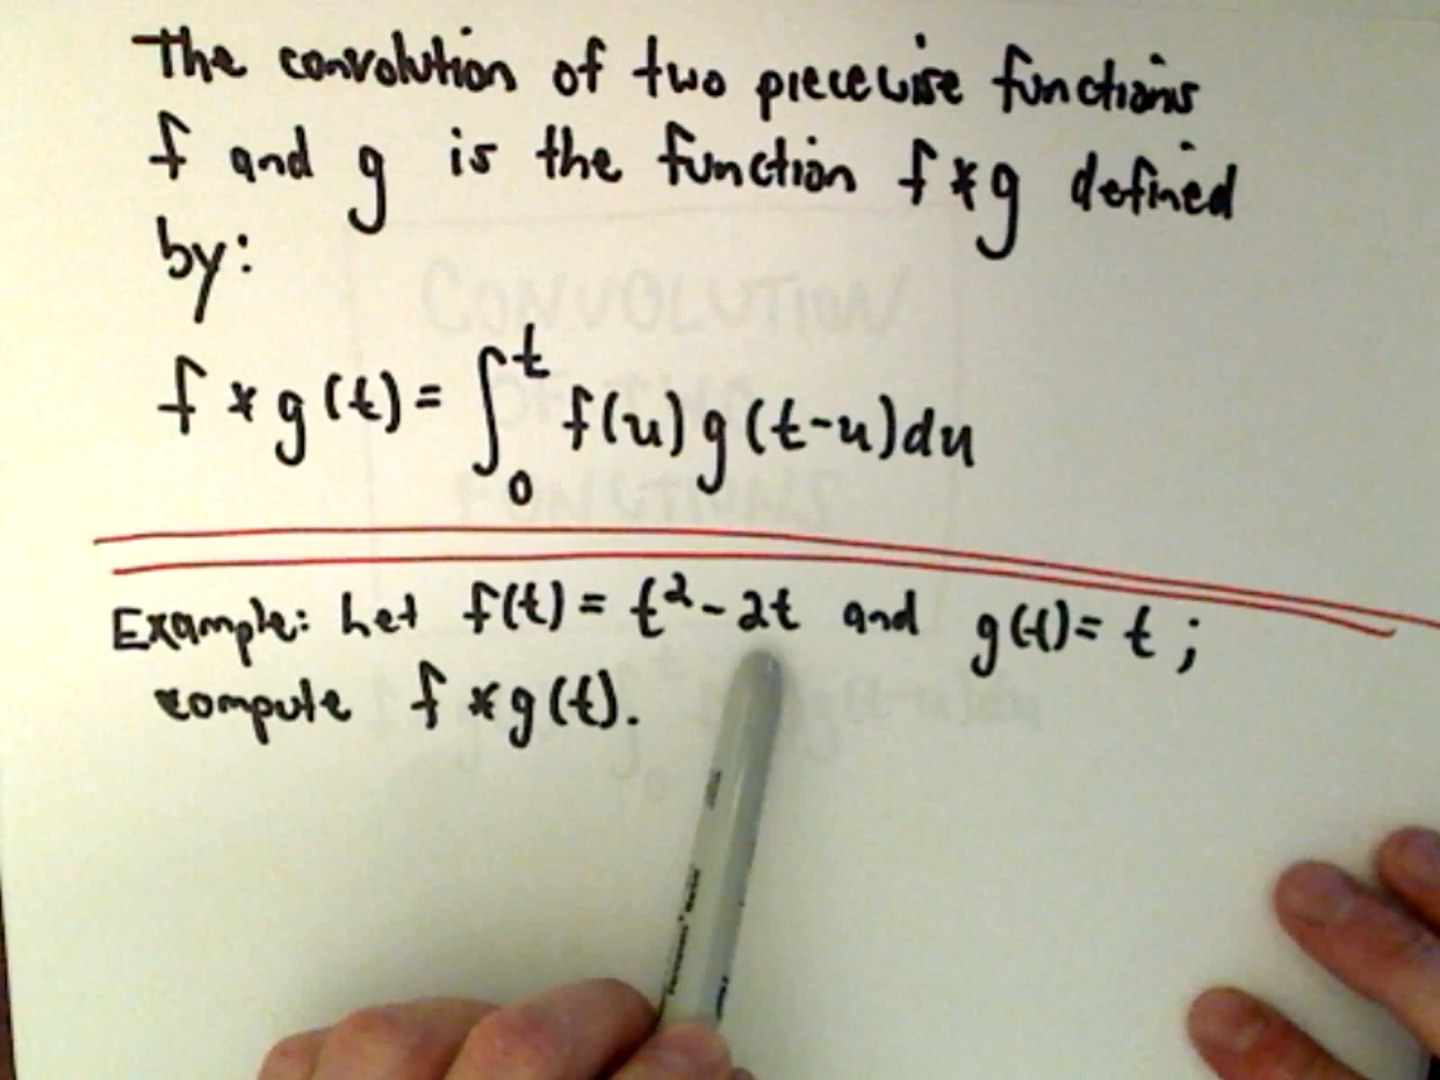 The convolution of two piecewise functions
f and g is the function f*g defined
by:
f * g(t) = ∫₀ᵗ f(u)g(t-u)du
Example: Let f(t) = t² - 2t and g(t) = t ;
compute f * g(t).
CONVOLUTION